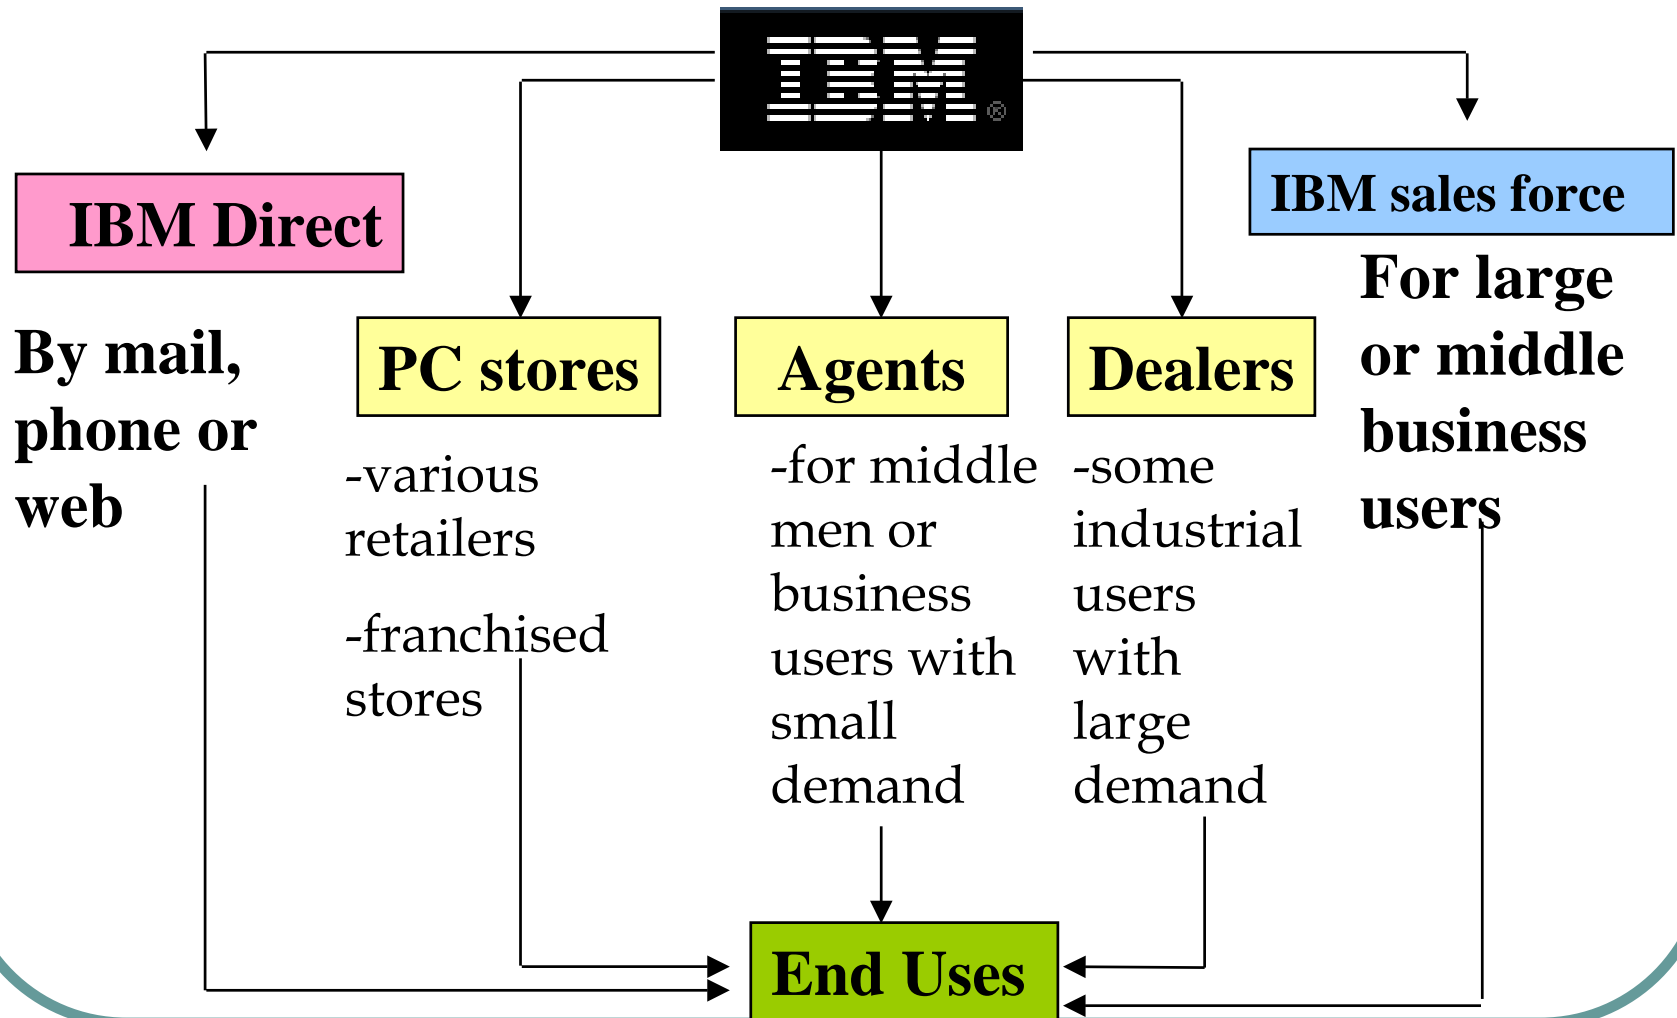 IBM®
IBM Direct
By mail,
phone or
web
PC stores
-various
retailers
-franchised
stores
Agents
-for middle
men or
business
users with
small
demand
Dealers
-some
industrial
users
with
large
demand
IBM sales force
For large
or middle
business
users
End Uses